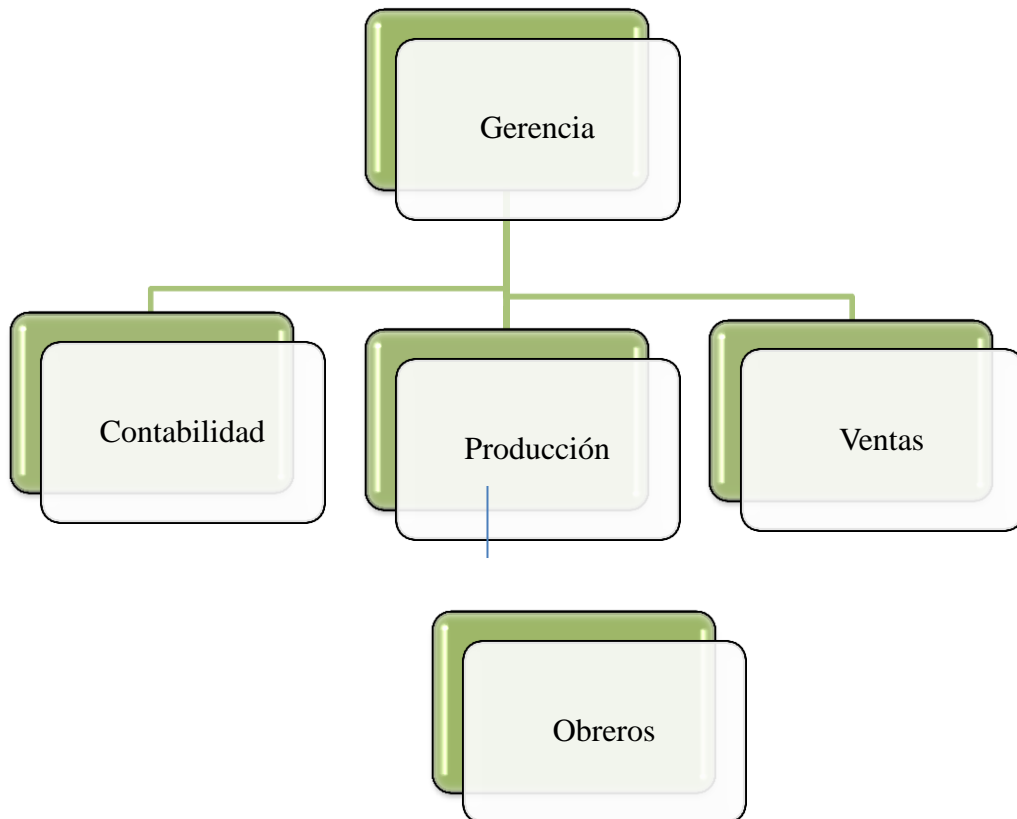 Gerencia
Contabilidad
Producción
Ventas
Obreros